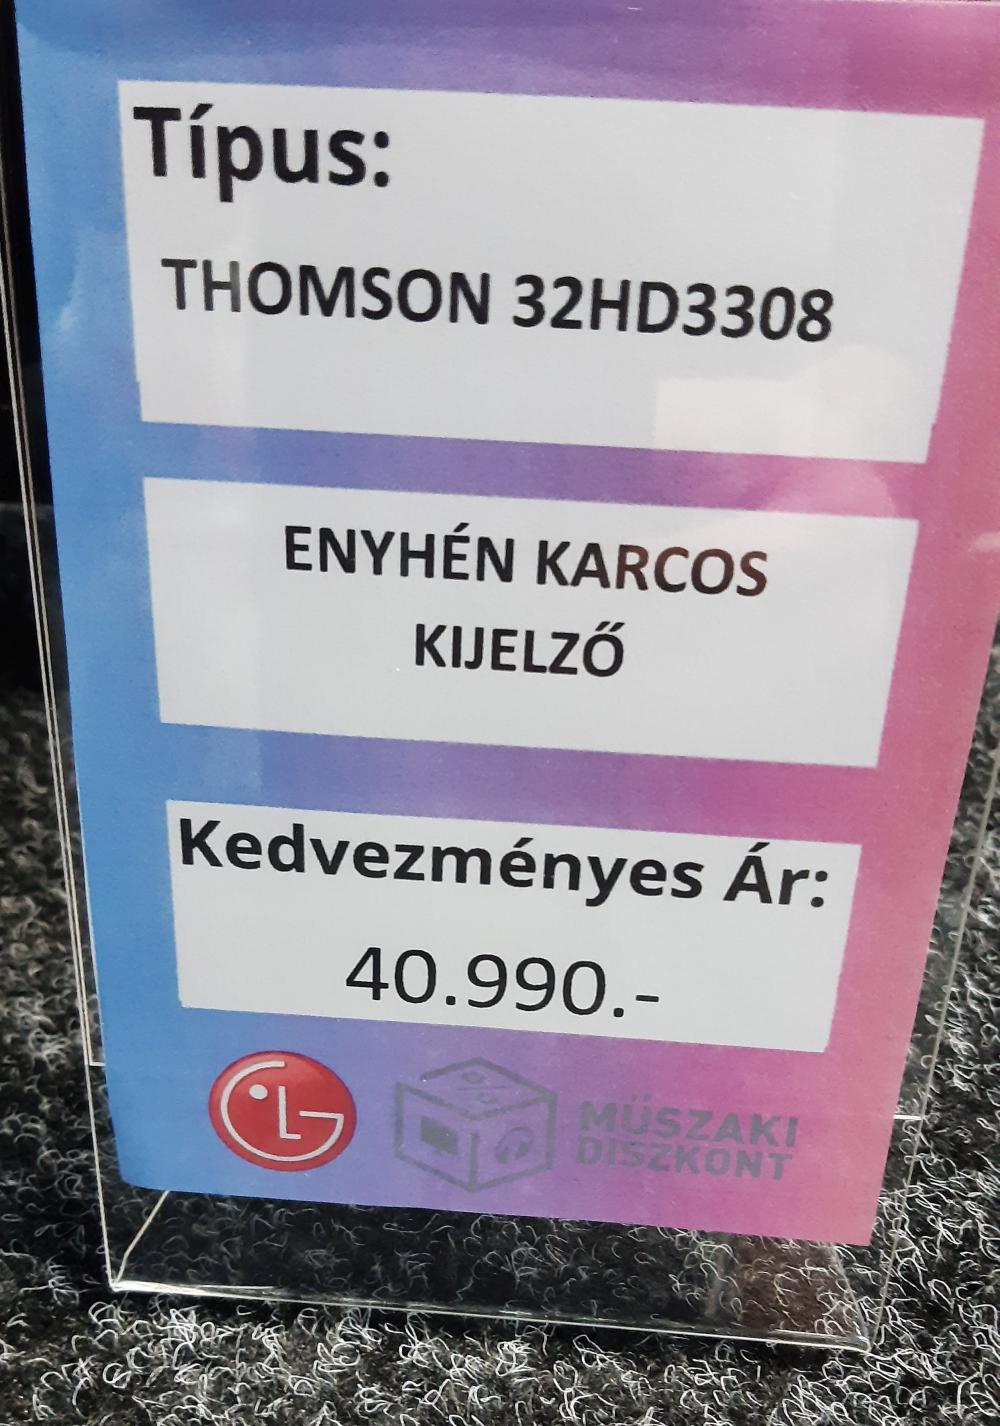 Típus:
THOMSON 32HD3308
ENYHÉN KARCOS
KIJELZŐ
Kedvezményes Ár:
40.990.-
LG
MŰSZAKI
DISZKONT